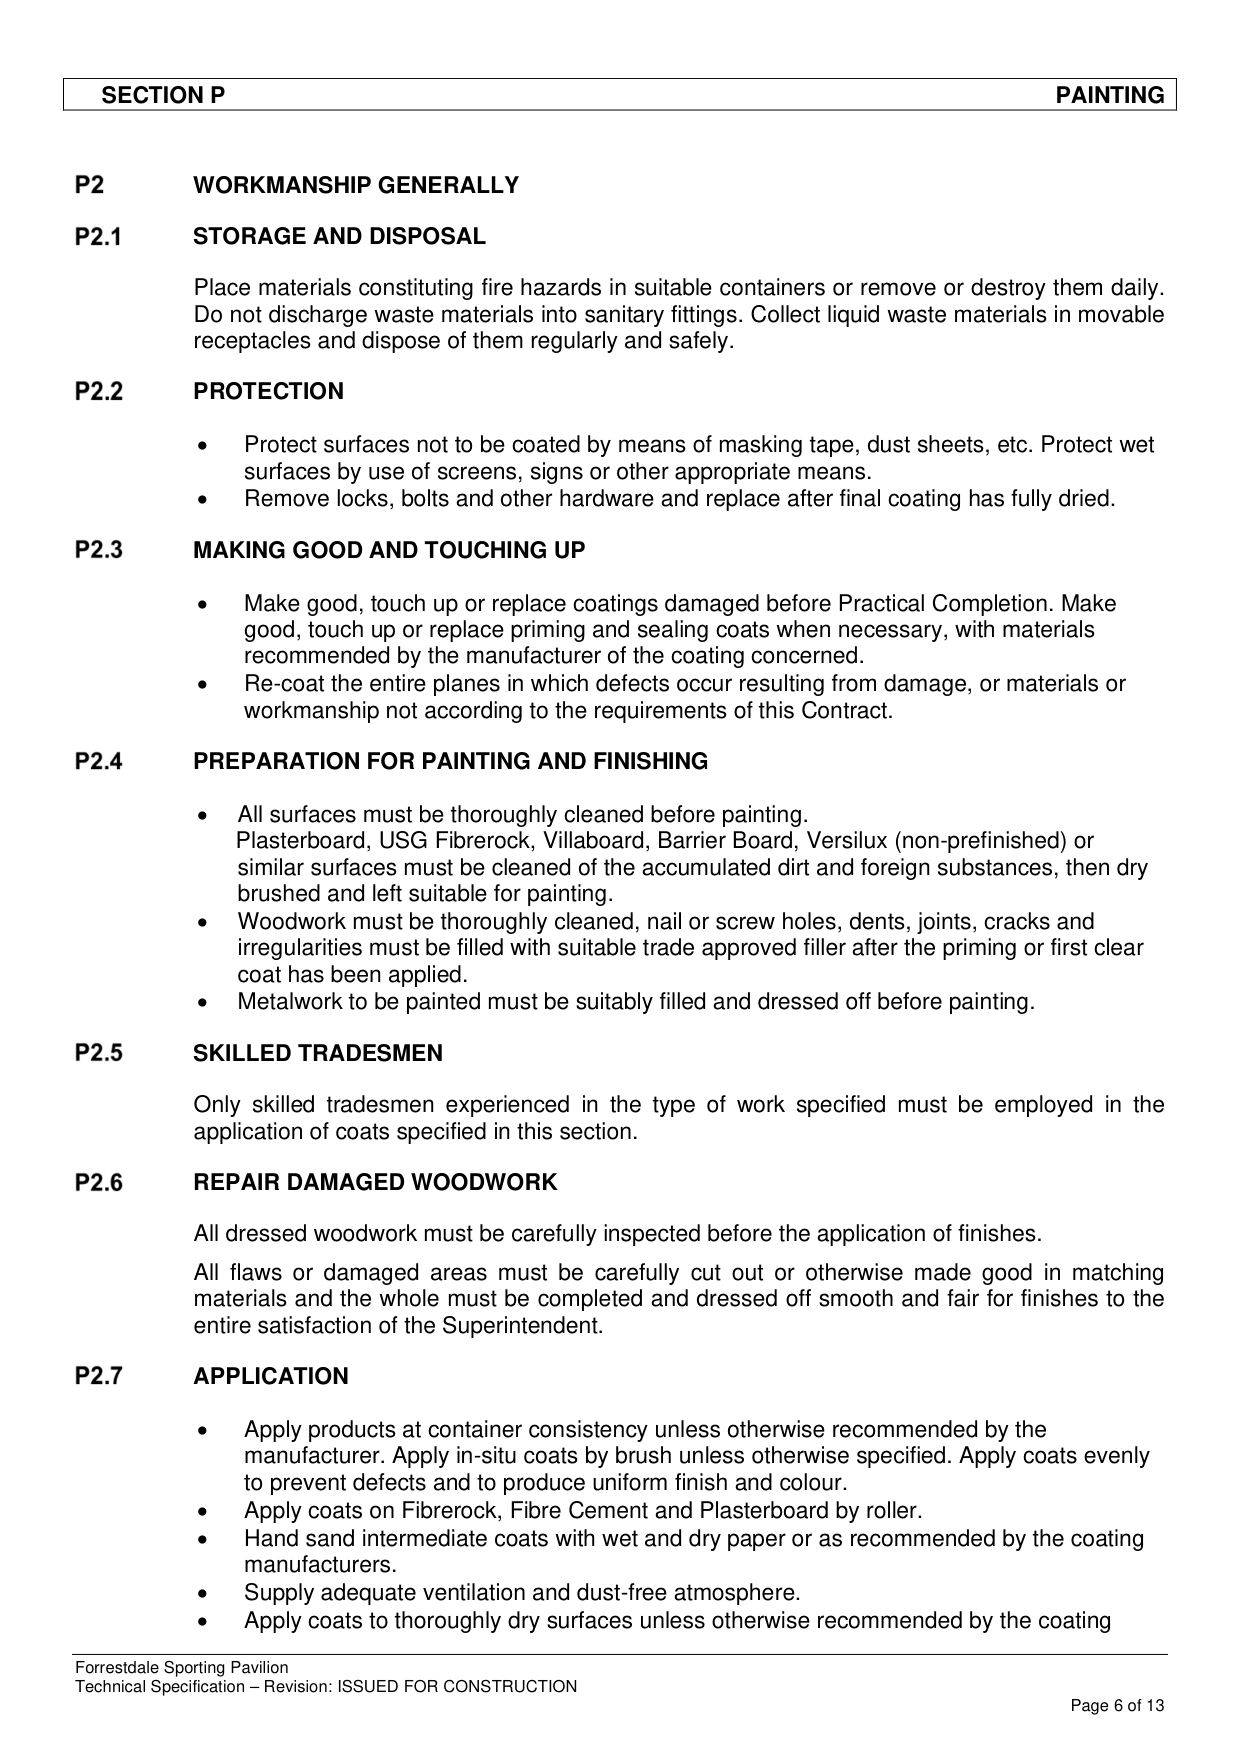 SECTION P PAINTING
P2 WORKMANSHIP GENERALLY
P2.1 STORAGE AND DISPOSAL
Place materials constituting fire hazards in suitable containers or remove or destroy them daily.
Do not discharge waste materials into sanitary fittings. Collect liquid waste materials in movable
receptacles and dispose of them regularly and safely.
P2.2 PROTECTION
• Protect surfaces not to be coated by means of masking tape, dust sheets, etc. Protect wet
surfaces by use of screens, signs or other appropriate means.
• Remove locks, bolts and other hardware and replace after final coating has fully dried.
P2.3 MAKING GOOD AND TOUCHING UP
• Make good, touch up or replace coatings damaged before Practical Completion. Make
good, touch up or replace priming and sealing coats when necessary, with materials
recommended by the manufacturer of the coating concerned.
• Re-coat the entire planes in which defects occur resulting from damage, or materials or
workmanship not according to the requirements of this Contract.
P2.4 PREPARATION FOR PAINTING AND FINISHING
• All surfaces must be thoroughly cleaned before painting.
Plasterboard, USG Fibrerock, Villaboard, Barrier Board, Versilux (non-prefinished) or
similar surfaces must be cleaned of the accumulated dirt and foreign substances, then dry
brushed and left suitable for painting.
• Woodwork must be thoroughly cleaned, nail or screw holes, dents, joints, cracks and
irregularities must be filled with suitable trade approved filler after the priming or first clear
coat has been applied.
• Metalwork to be painted must be suitably filled and dressed off before painting.
P2.5 SKILLED TRADESMEN
Only skilled tradesmen experienced in the type of work specified must be employed in the
application of coats specified in this section.
P2.6 REPAIR DAMAGED WOODWORK
All dressed woodwork must be carefully inspected before the application of finishes.
All flaws or damaged areas must be carefully cut out or otherwise made good in matching
materials and the whole must be completed and dressed off smooth and fair for finishes to the
entire satisfaction of the Superintendent.
P2.7 APPLICATION
• Apply products at container consistency unless otherwise recommended by the
manufacturer. Apply in-situ coats by brush unless otherwise specified. Apply coats evenly
to prevent defects and to produce uniform finish and colour.
• Apply coats on Fibrerock, Fibre Cement and Plasterboard by roller.
• Hand sand intermediate coats with wet and dry paper or as recommended by the coating
manufacturers.
• Supply adequate ventilation and dust-free atmosphere.
• Apply coats to thoroughly dry surfaces unless otherwise recommended by the coating
Forrestdale Sporting Pavilion
Technical Specification – Revision: ISSUED FOR CONSTRUCTION
Page 6 of 13